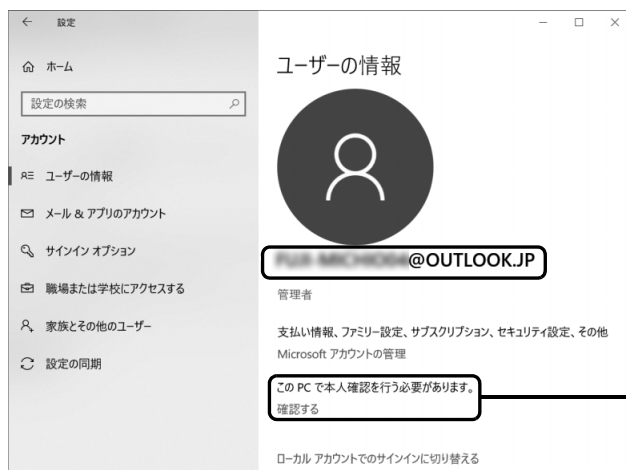 設定
ホーム
設定の検索
アカウント
ユーザーの情報
メール & アプリのアカウント
サインイン オプション
職場または学校にアクセスする
家族とその他のユーザー
設定の同期
ユーザーの情報
@OUTLOOK.JP
管理者
支払い情報、ファミリー設定、サブスクリプション、セキュリティ設定、その他
Microsoft アカウントの管理
この PC で本人確認を行う必要があります。
確認する
ローカル アカウントでのサインインに切り替える